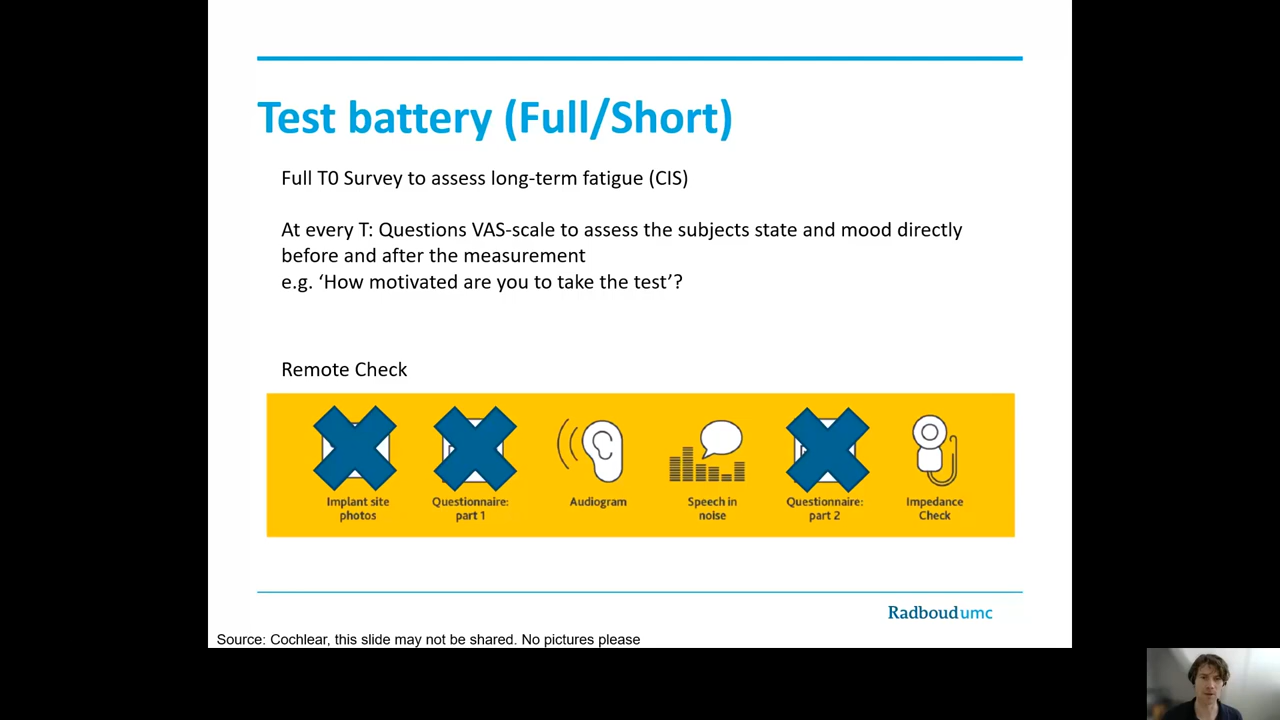 Test battery (Full/Short)
Full T0 Survey to assess long-term fatigue (CIS)
At every T: Questions VAS-scale to assess the subjects state and mood directly
before and after the measurement
e.g. ‘How motivated are you to take the test’?
Remote Check
Implant site
photos
Questionnaire:
part 1
Audiogram
Speech in
noise
Questionnaire:
part 2
Impedance
Check
Radboudumc
Source: Cochlear, this slide may not be shared. No pictures please